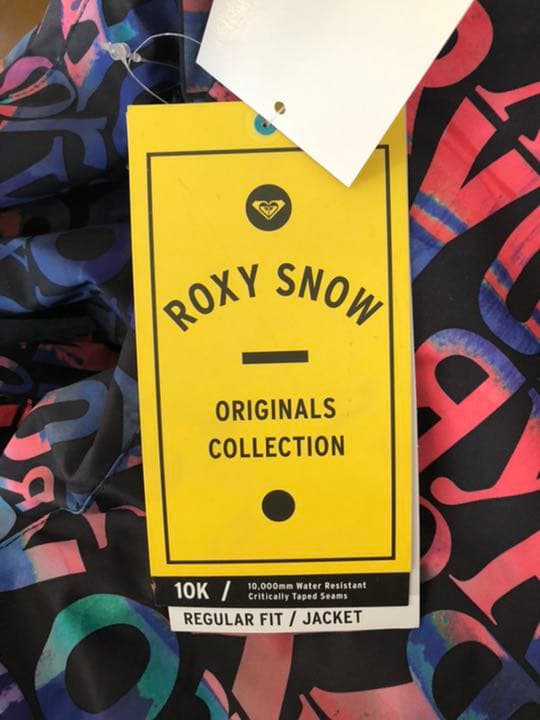 ROXY SNOW
ORIGINALS
COLLECTION
10K / 10,000mm Water Resistant
Critically Taped Seams
REGULAR FIT / JACKET